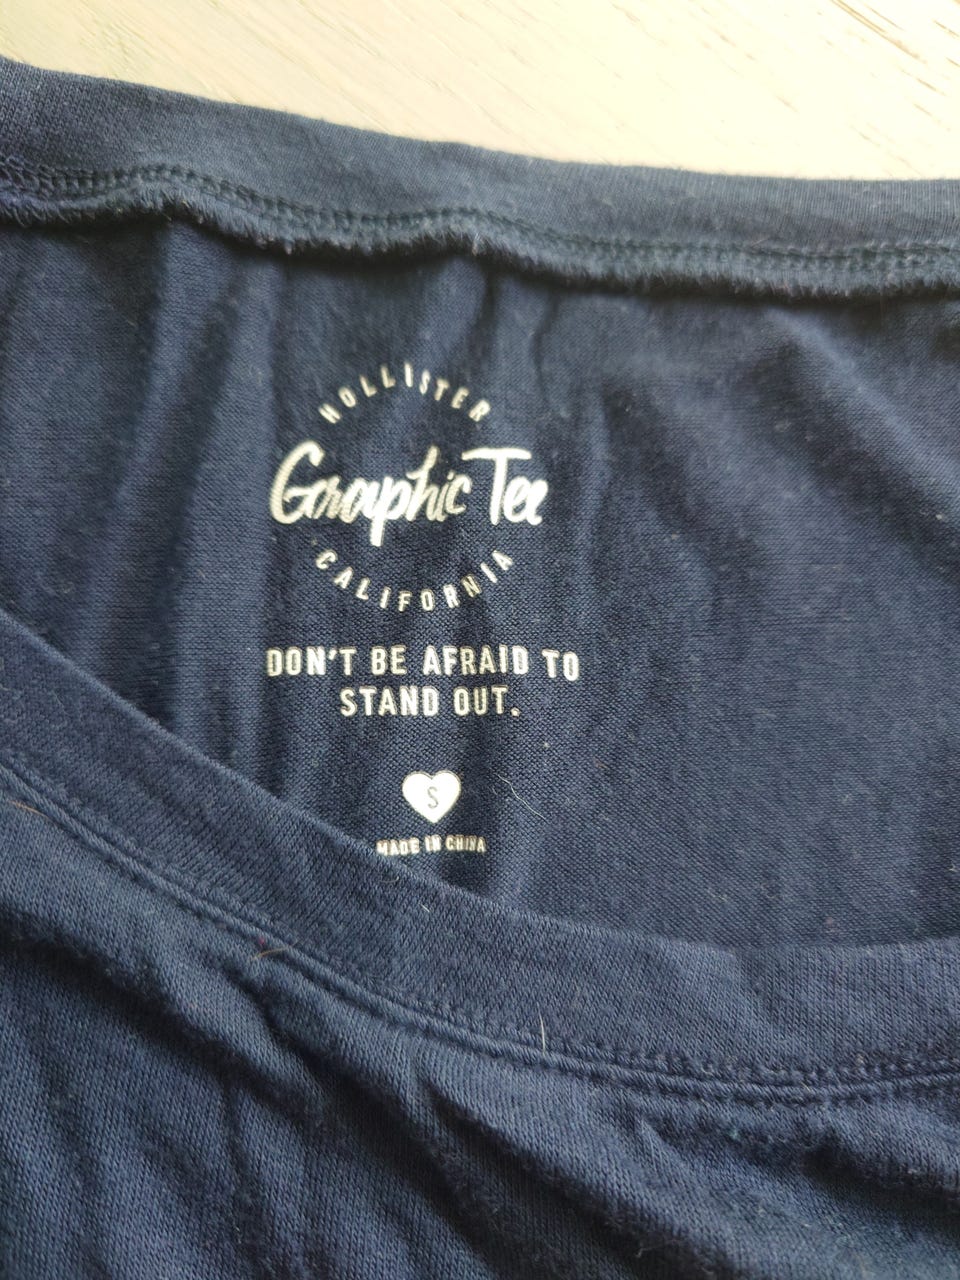 HOLLISTER
Graphic Tee
CALIFORNIA
DON'T BE AFRAID TO
STAND OUT.
S
MADE IN CHINA